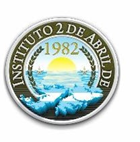 INSTITUTO 2 DE ABRIL DE
1982